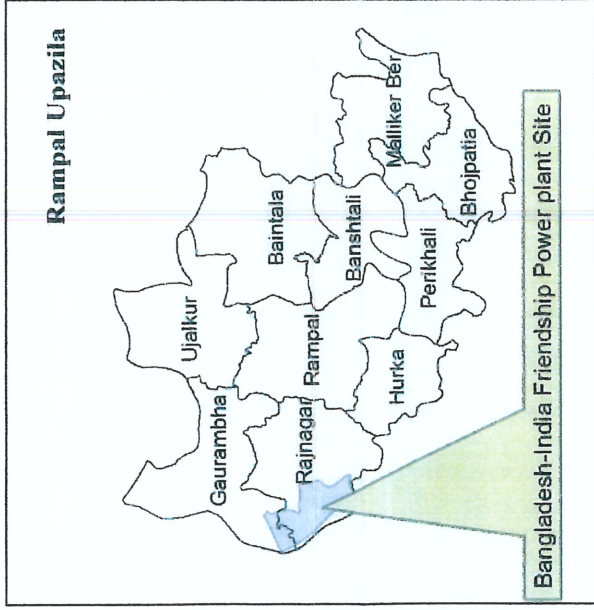 Rampal Upazila
Ujalkur
Gaurambha
Baintala
Malliker Ber
Rajnagar
Rampal
Banshtali
Hurka
Perikhali
Bhojpatia
Bangladesh-India Friendship Power plant Site